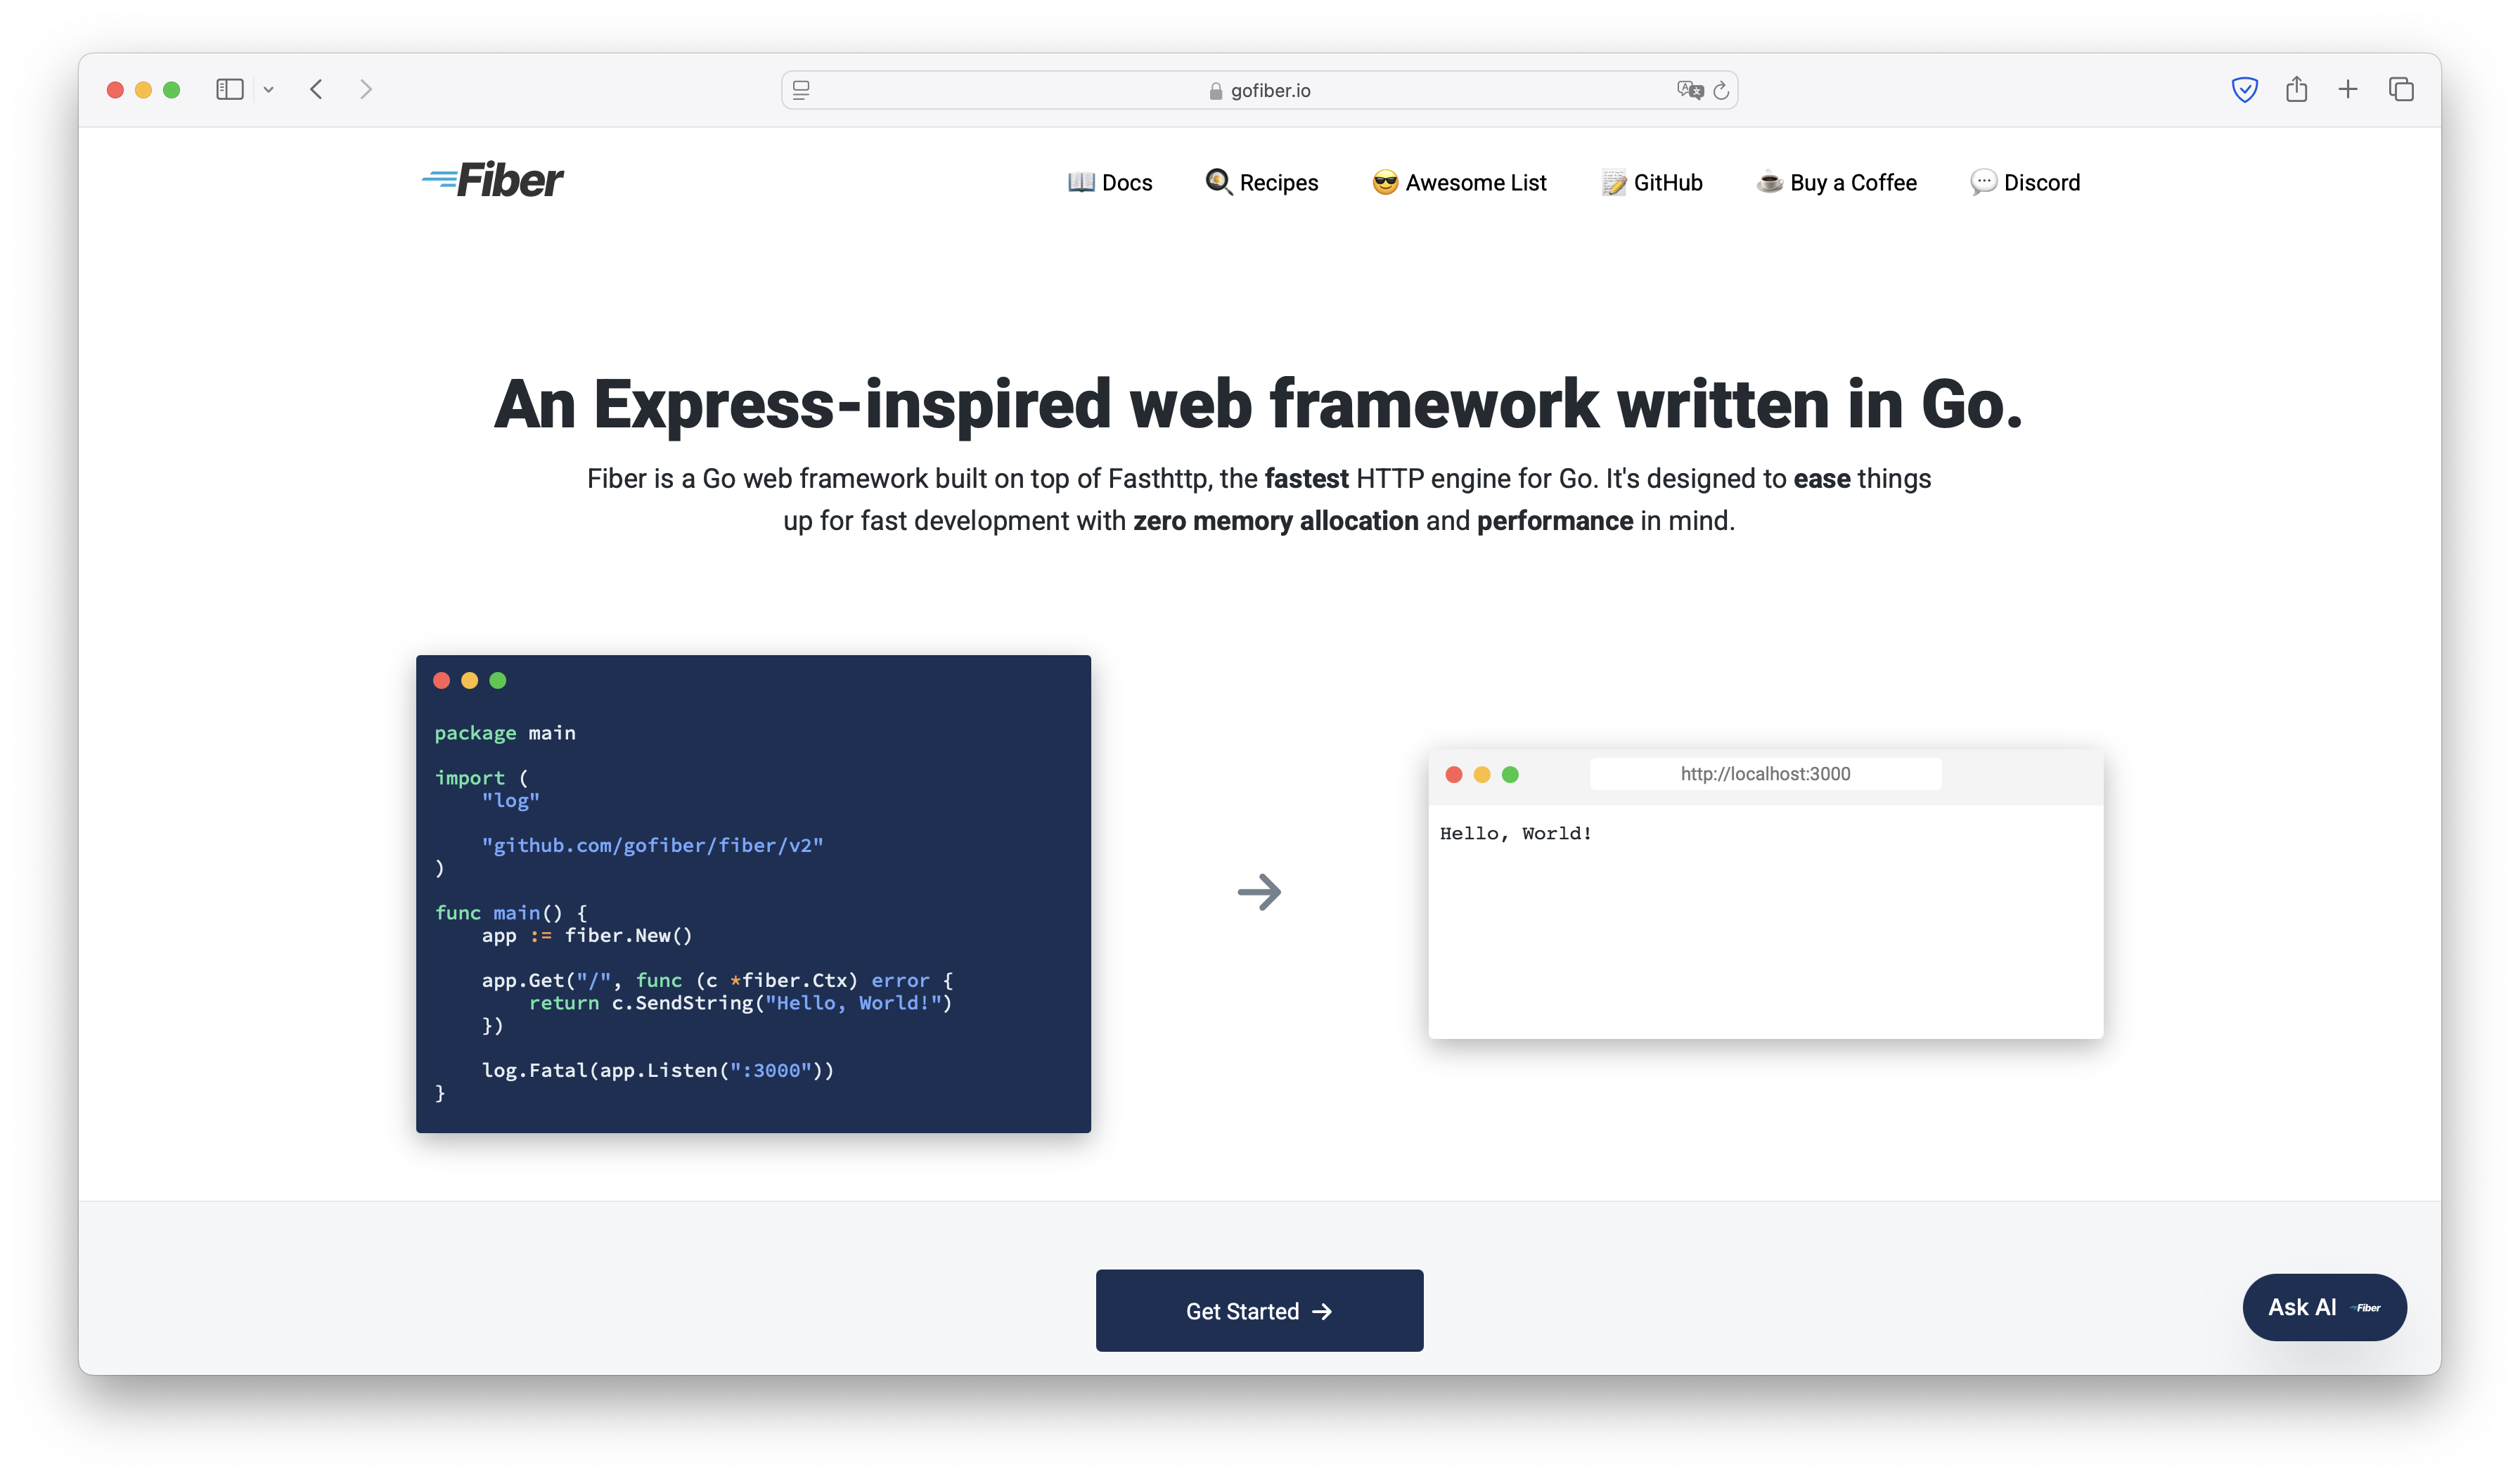 gofiber.io
Fiber
📖 Docs
🍳 Recipes
😎 Awesome List
📝 GitHub
☕ Buy a Coffee
💬 Discord
An Express-inspired web framework written in Go.
Fiber is a Go web framework built on top of Fasthttp, the fastest HTTP engine for Go. It's designed to ease things
up for fast development with zero memory allocation and performance in mind.
package main
import (
"log"
"github.com/gofiber/fiber/v2"
)
func main() {
app := fiber.New()
app.Get("/", func (c *fiber.Ctx) error {
return c.SendString("Hello, World!")
})
log.Fatal(app.Listen(":3000"))
}
http://localhost:3000
Hello, World!
Get Started →
Ask AI Fiber